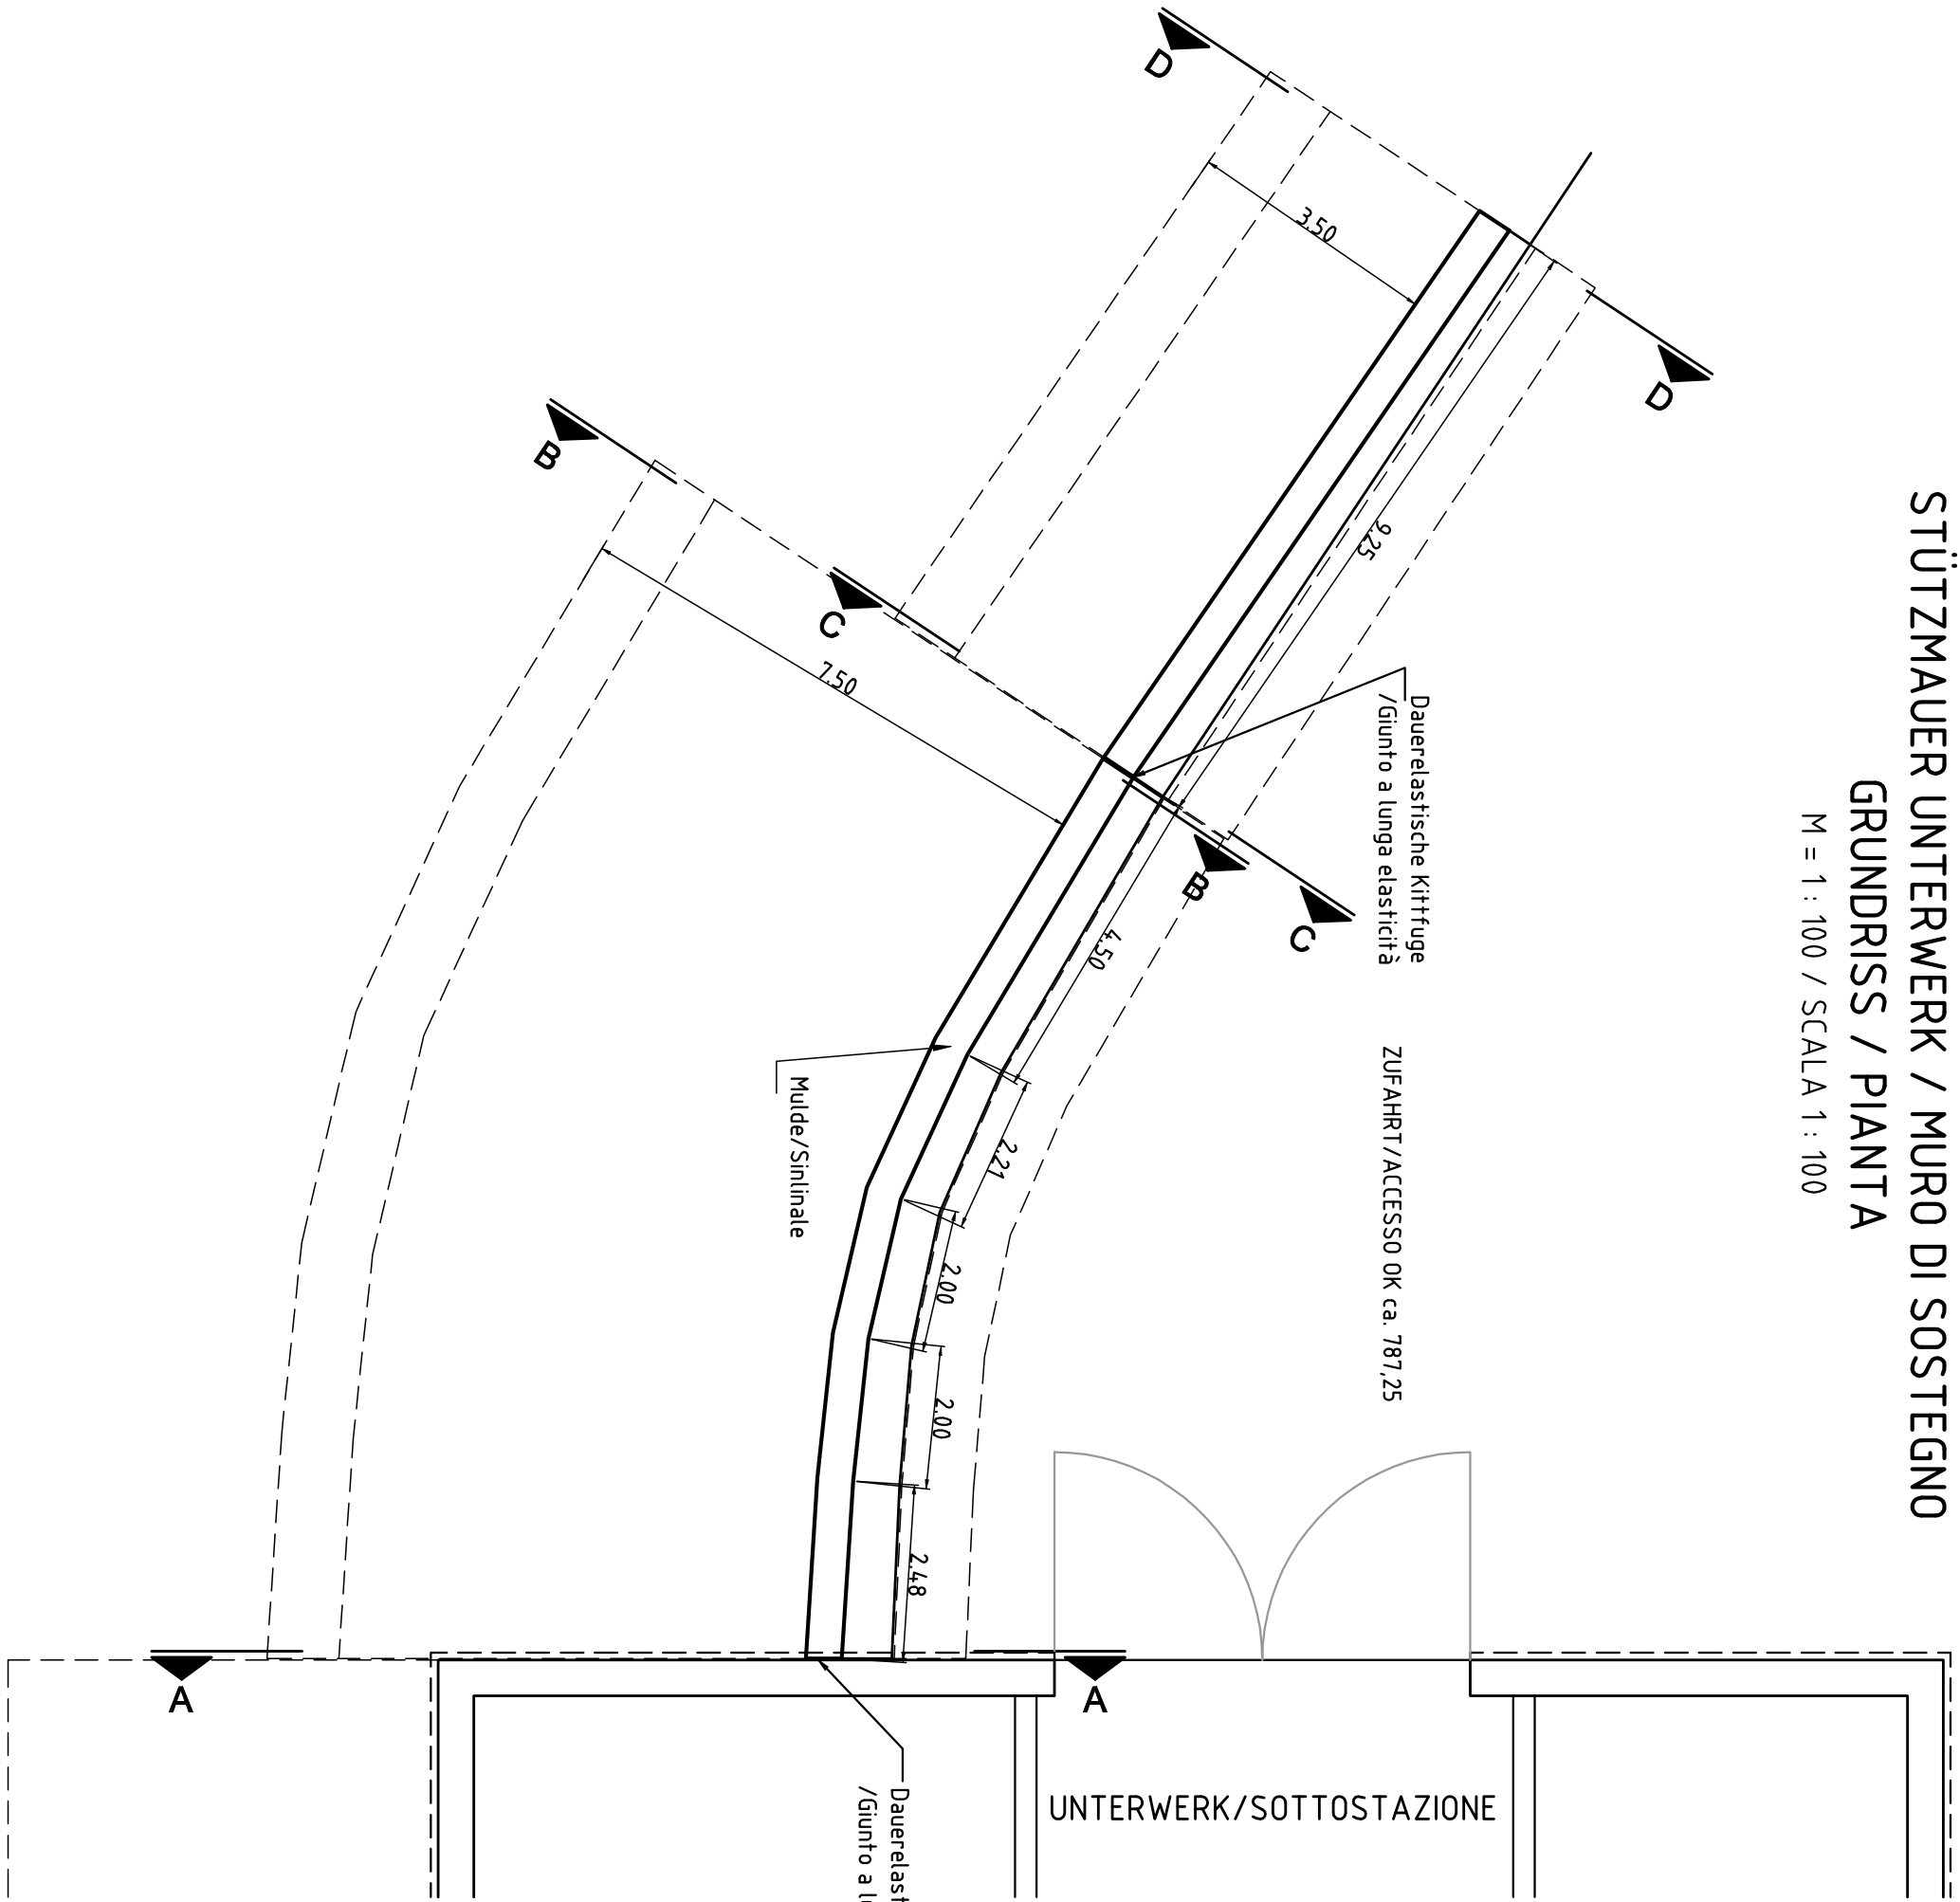 STÜTZMAUER UNTERWERK / MURO DI SOSTEGNO
GRUNDRISS / PIANTA
M = 1 : 100 / SCALA 1 : 100
D
D
3.50
9.25
B
C
7.50
Dauerelastische Kittfuge
/Giunto a lunga elasticità
B
C
4.50
ZUFAHRT/ACCESSO OK ca. 787,25
Mulde/Sinlinale
2.21
2.00
2.00
2.48
A
A
Dauerelast
/Giunto a l
UNTERWERK/SOTTOSTAZIONE